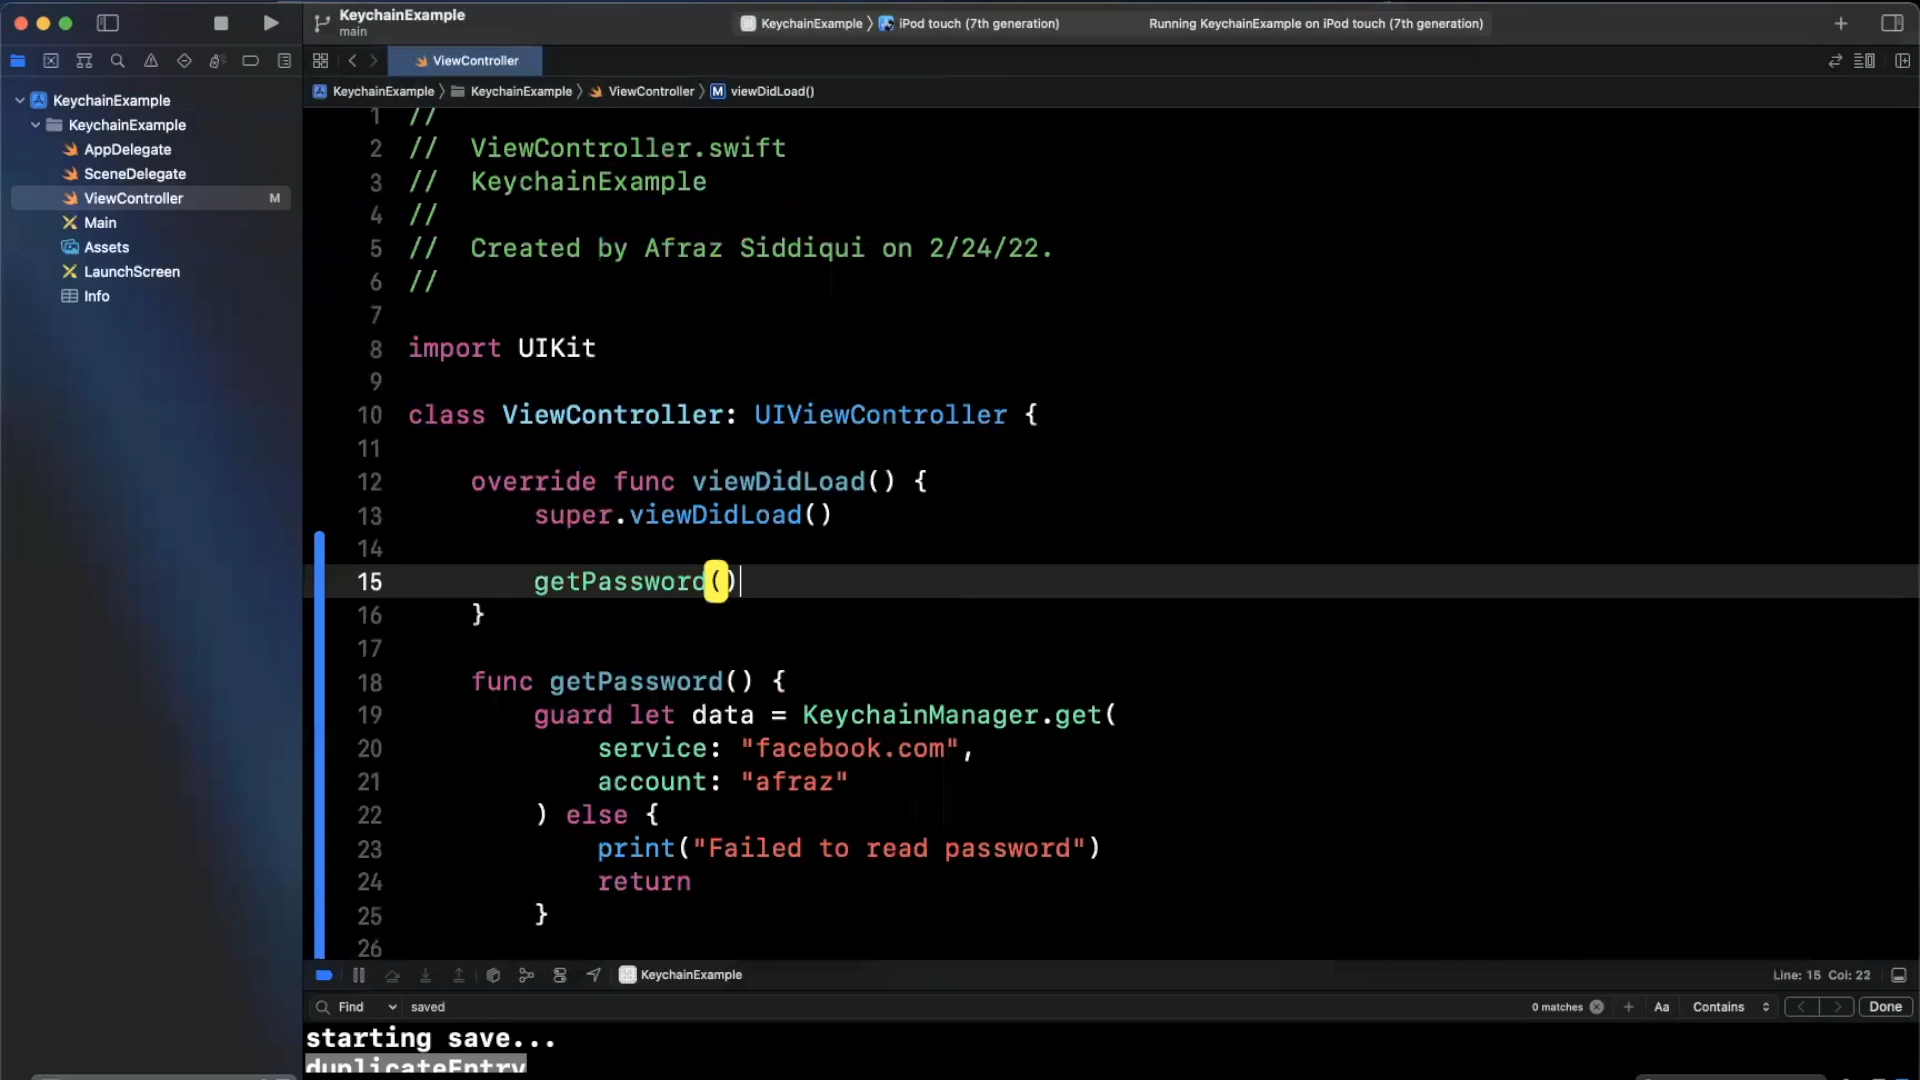 KeychainExample
main
KeychainExample
iPod touch (7th generation)
Running KeychainExample on iPod touch (7th generation)
ViewController
KeychainExample
KeychainExample
ViewController
M
viewDidLoad()
KeychainExample
KeychainExample
AppDelegate
SceneDelegate
ViewController M
Main
Assets
LaunchScreen
Info
1 //
2 // ViewController.swift
3 // KeychainExample
4 //
5 // Created by Afraz Siddiqui on 2/24/22.
6 //
7
8 import UIKit
9
10 class ViewController: UIViewController {
11
12 override func viewDidLoad() {
13 super.viewDidLoad()
14
15 getPassword()
16 }
17
18 func getPassword() {
19 guard let data = KeychainManager.get(
20 service: "facebook.com",
21 account: "afraz"
22 ) else {
23 print("Failed to read password")
24 return
25 }
26
KeychainExample
Line: 15 Col: 22
Find
saved
0 matches
Aa
Contains
Done
starting save...
duplicateEntry